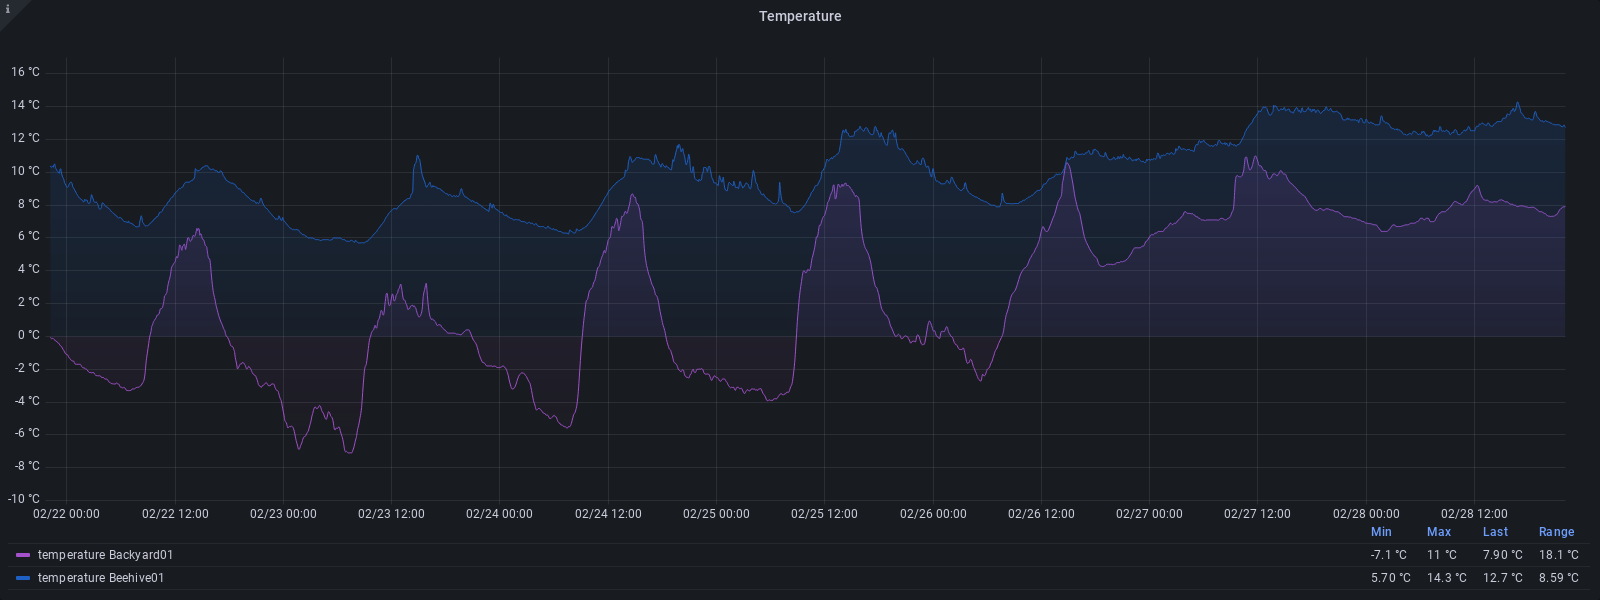 i
Temperature
16 °C
14 °C
12 °C
10 °C
8 °C
6 °C
4 °C
2 °C
0 °C
-2 °C
-4 °C
-6 °C
-8 °C
-10 °C
02/22 00:00 02/22 12:00 02/23 00:00 02/23 12:00 02/24 00:00 02/24 12:00 02/25 00:00 02/25 12:00 02/26 00:00 02/26 12:00 02/27 00:00 02/27 12:00 02/28 00:00 02/28 12:00
Min Max Last Range
temperature Backyard01 -7.1 °C 11 °C 7.90 °C 18.1 °C
temperature Beehive01 5.70 °C 14.3 °C 12.7 °C 8.59 °C